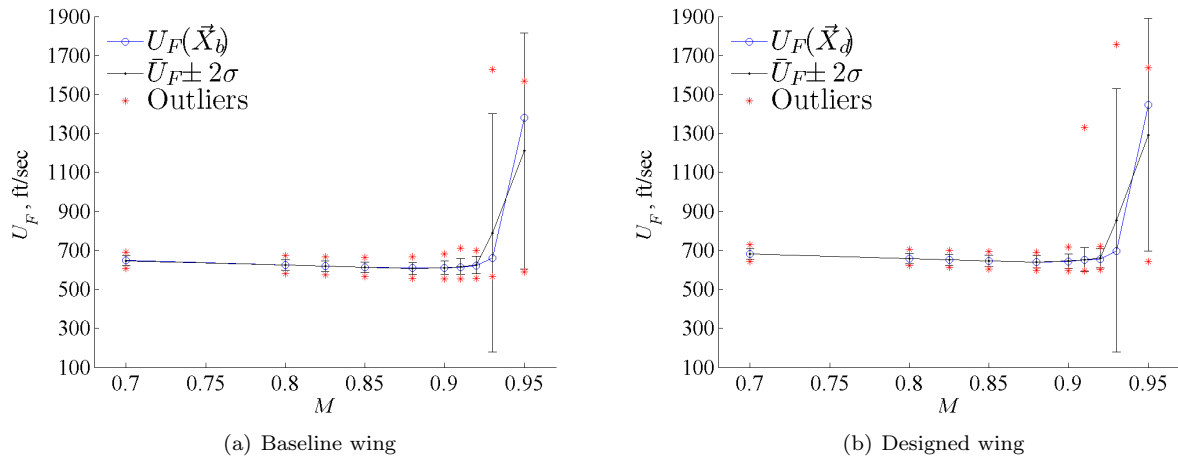 1900
1700
1500
1300
1100
900
700
500
300
100
U_F, ft/sec
U_F(X⃗_b)
Ū_F ± 2σ
Outliers
0.7 0.75 0.8 0.85 0.9 0.95
M
(a) Baseline wing
1900
1700
1500
1300
1100
900
700
500
300
100
U_F, ft/sec
U_F(X⃗_d)
Ū_F ± 2σ
Outliers
0.7 0.75 0.8 0.85 0.9 0.95
M
(b) Designed wing